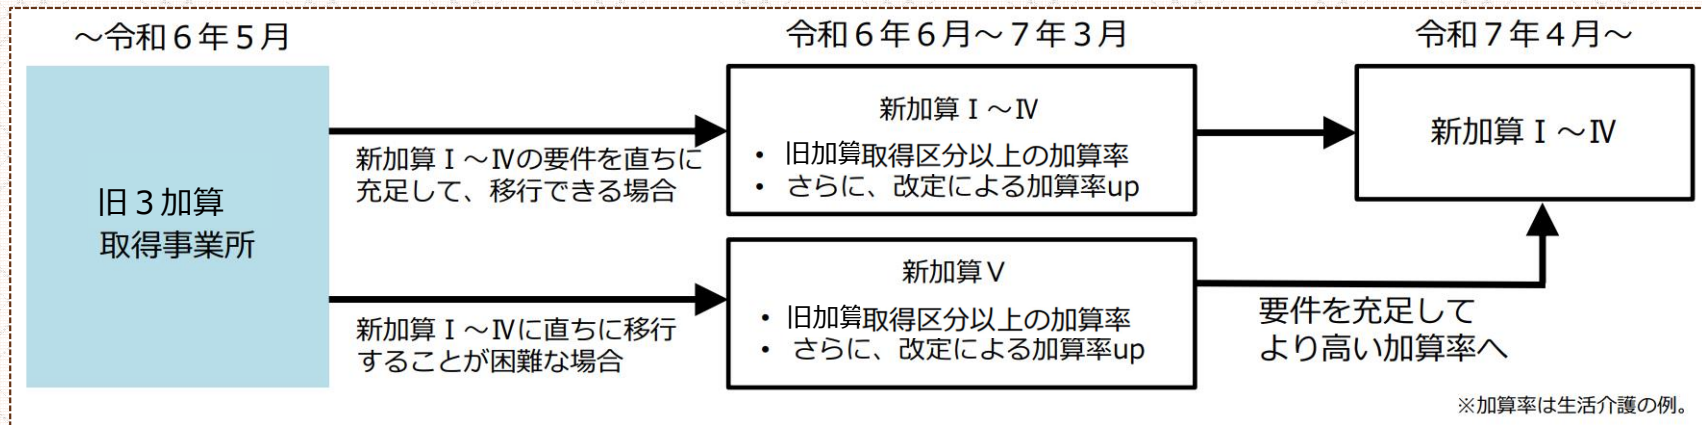 ～令和６年５月
令和６年６月～７年３月
令和７年４月～
旧３加算
取得事業所
新加算Ⅰ～Ⅳの要件を直ちに
充足して、移行できる場合
新加算Ⅰ～Ⅳ
• 旧加算取得区分以上の加算率
• さらに、改定による加算率up
新加算Ⅰ～Ⅳ
新加算Ⅰ～Ⅳに直ちに移行
することが困難な場合
新加算Ⅴ
• 旧加算取得区分以上の加算率
• さらに、改定による加算率up
要件を充足して
より高い加算率へ
※加算率は生活介護の例。